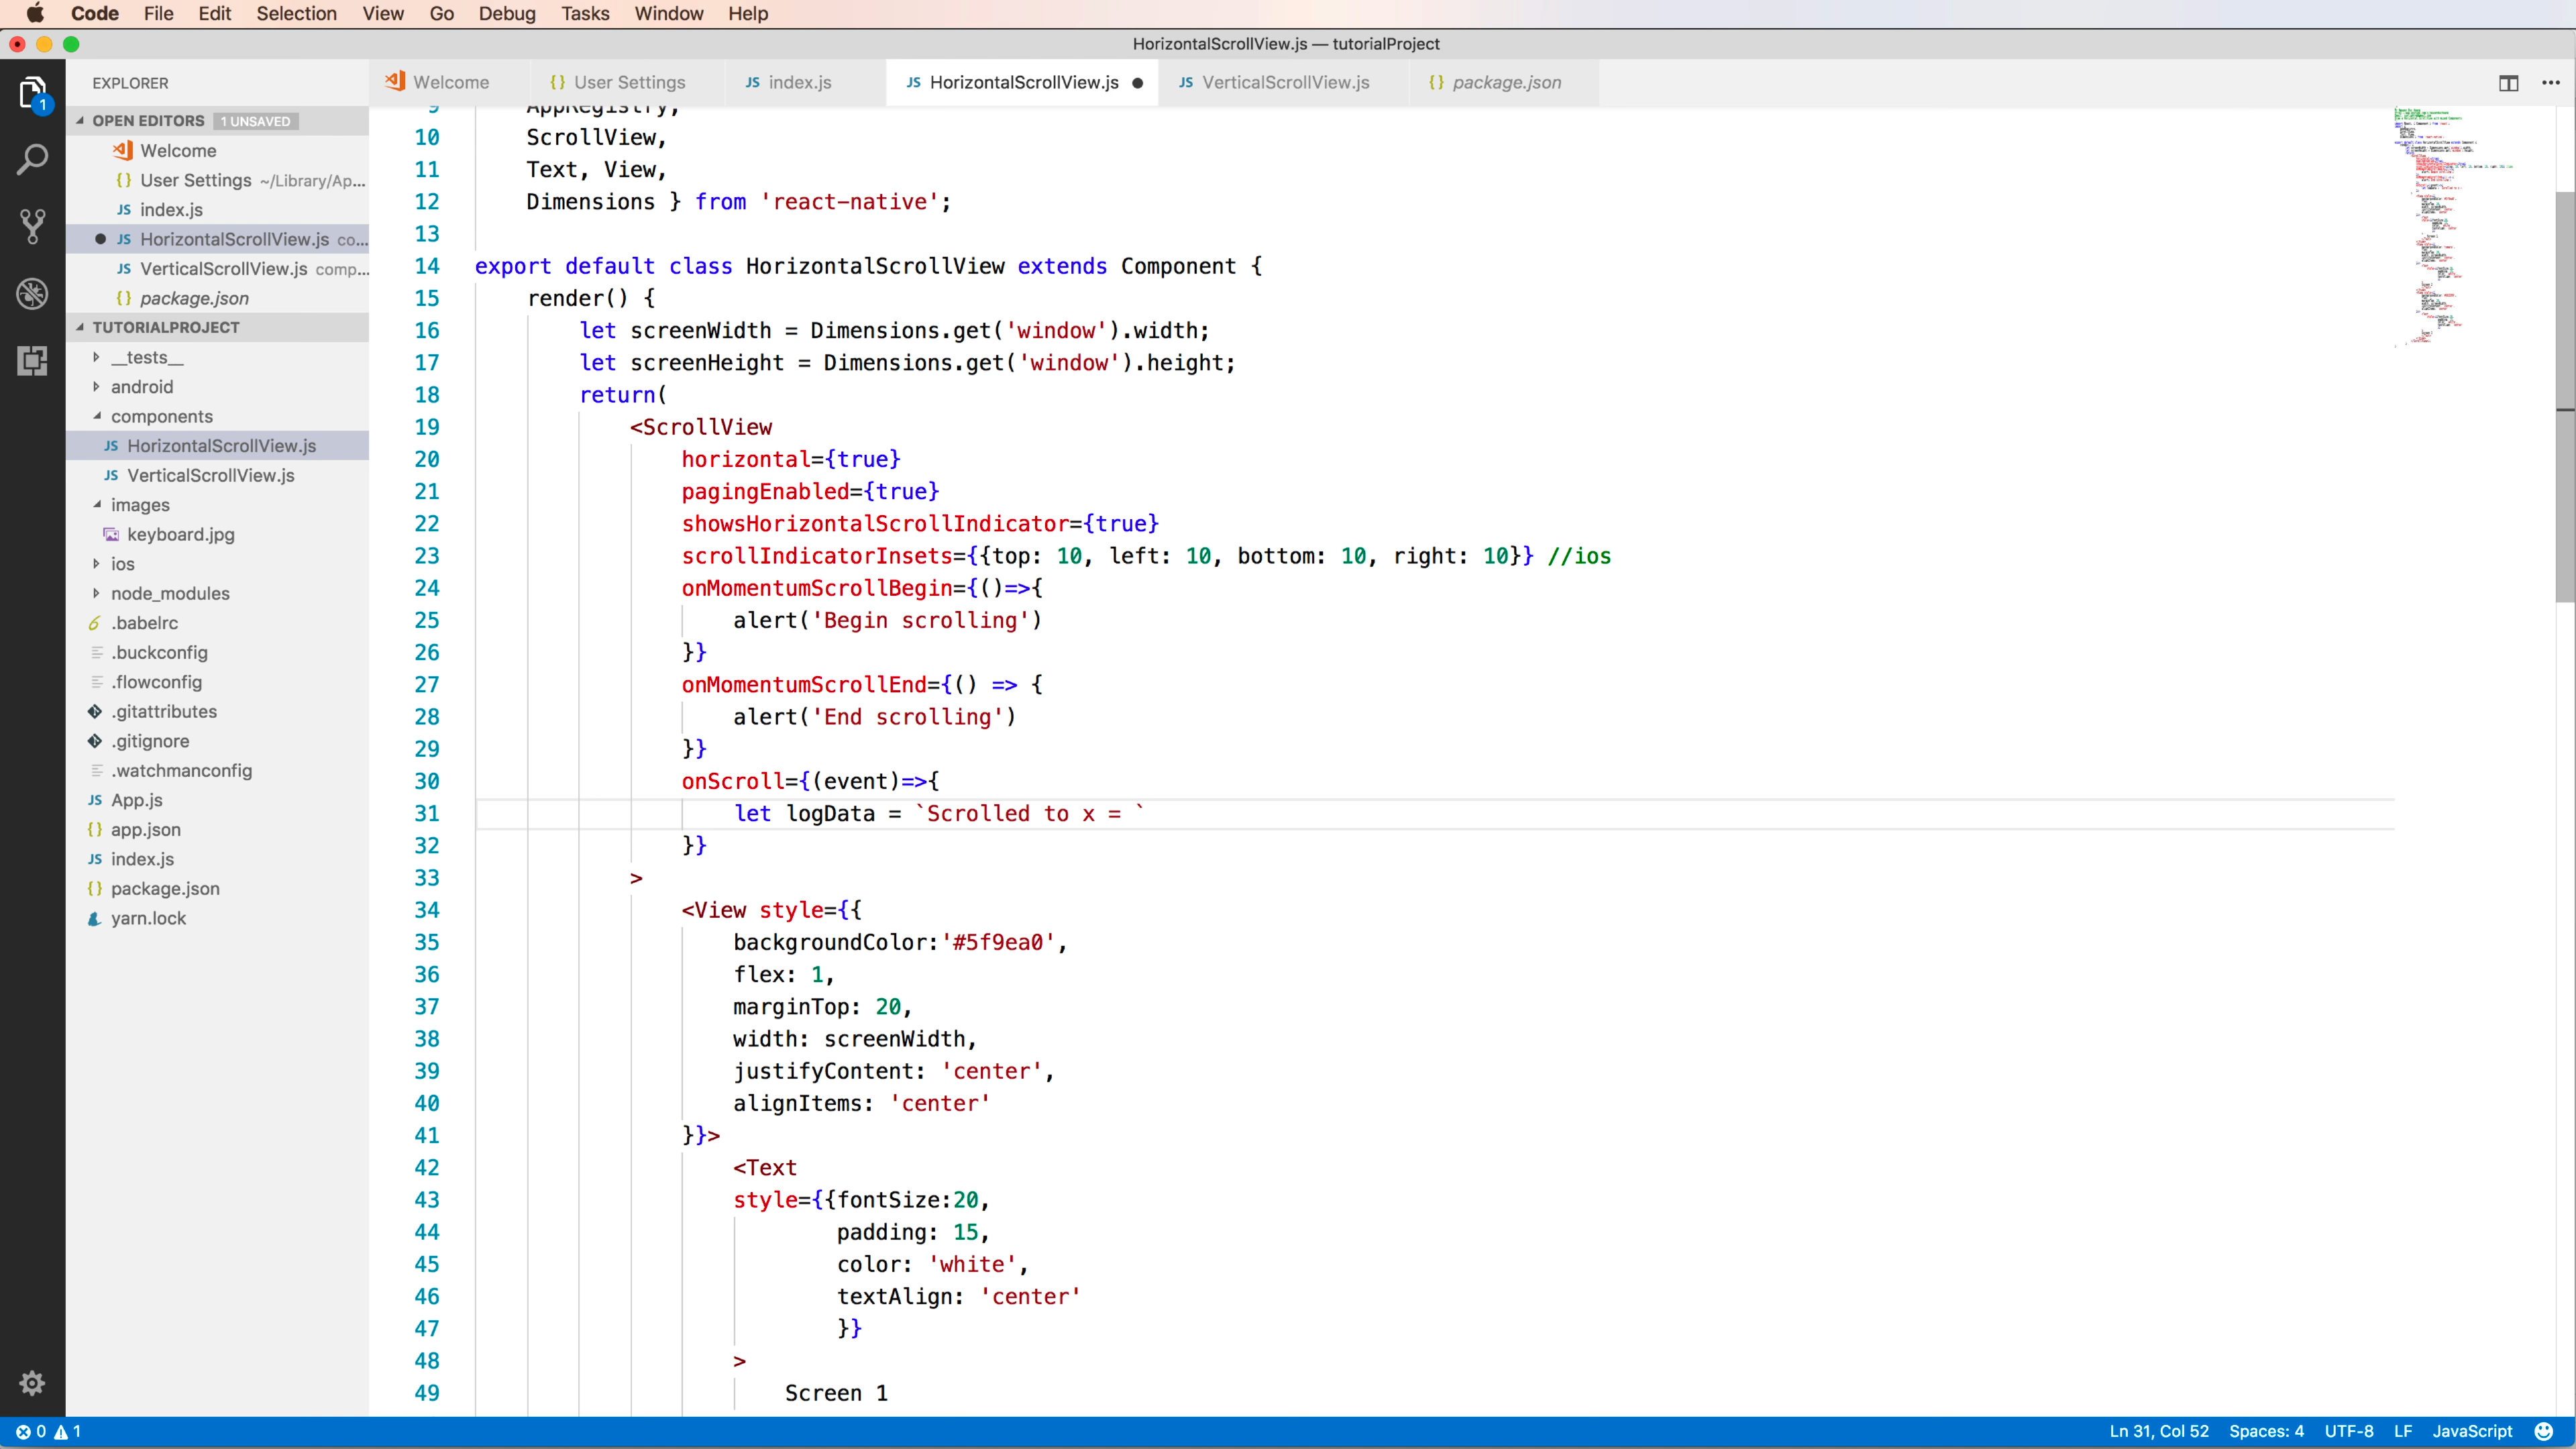 Code File Edit Selection View Go Debug Tasks Window Help
HorizontalScrollView.js — tutorialProject
EXPLORER
Welcome
User Settings
index.js
HorizontalScrollView.js
VerticalScrollView.js
package.json
1
OPEN EDITORS 1 UNSAVED
Welcome
{} User Settings ~/Library/Ap...
JS index.js
JS HorizontalScrollView.js co...
JS VerticalScrollView.js comp...
{} package.json
TUTORIALPROJECT
__tests__
android
components
JS HorizontalScrollView.js
JS VerticalScrollView.js
images
keyboard.jpg
ios
node_modules
.babelrc
.buckconfig
.flowconfig
.gitattributes
.gitignore
.watchmanconfig
JS App.js
{} app.json
JS index.js
{} package.json
yarn.lock
9 AppRegistry,
10 ScrollView,
11 Text, View,
12 Dimensions } from 'react-native';
13
14 export default class HorizontalScrollView extends Component {
15 render() {
16 let screenWidth = Dimensions.get('window').width;
17 let screenHeight = Dimensions.get('window').height;
18 return(
19 <ScrollView
20 horizontal={true}
21 pagingEnabled={true}
22 showsHorizontalScrollIndicator={true}
23 scrollIndicatorInsets={{top: 10, left: 10, bottom: 10, right: 10}} //ios
24 onMomentumScrollBegin={()=>{
25 alert('Begin scrolling')
26 }}
27 onMomentumScrollEnd={() => {
28 alert('End scrolling')
29 }}
30 onScroll={(event)=>{
31 let logData = `Scrolled to x = `
32 }}
33 >
34 <View style={{
35 backgroundColor:'#5f9ea0',
36 flex: 1,
37 marginTop: 20,
38 width: screenWidth,
39 justifyContent: 'center',
40 alignItems: 'center'
41 }}>
42 <Text
43 style={{fontSize:20,
44 padding: 15,
45 color: 'white',
46 textAlign: 'center'
47 }}
48 >
49 Screen 1
0 1
Ln 31, Col 52 Spaces: 4 UTF-8 LF JavaScript